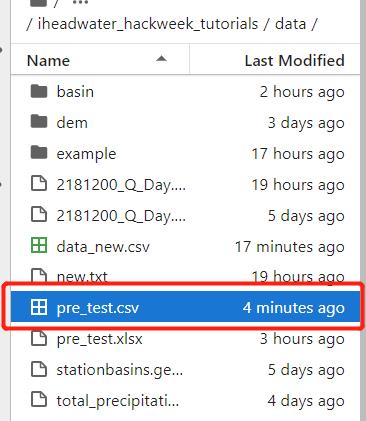 / ...
/ iheadwater_hackweek_tutorials / data /
Name Last Modified
basin 2 hours ago
dem 3 days ago
example 17 hours ago
2181200_Q_Day.... 19 hours ago
2181200_Q_Day.... 5 days ago
data_new.csv 17 minutes ago
new.txt 19 hours ago
pre_test.csv 4 minutes ago
pre_test.xlsx 3 hours ago
stationbasins.ge... 5 days ago
total_precipitati... 4 days ago